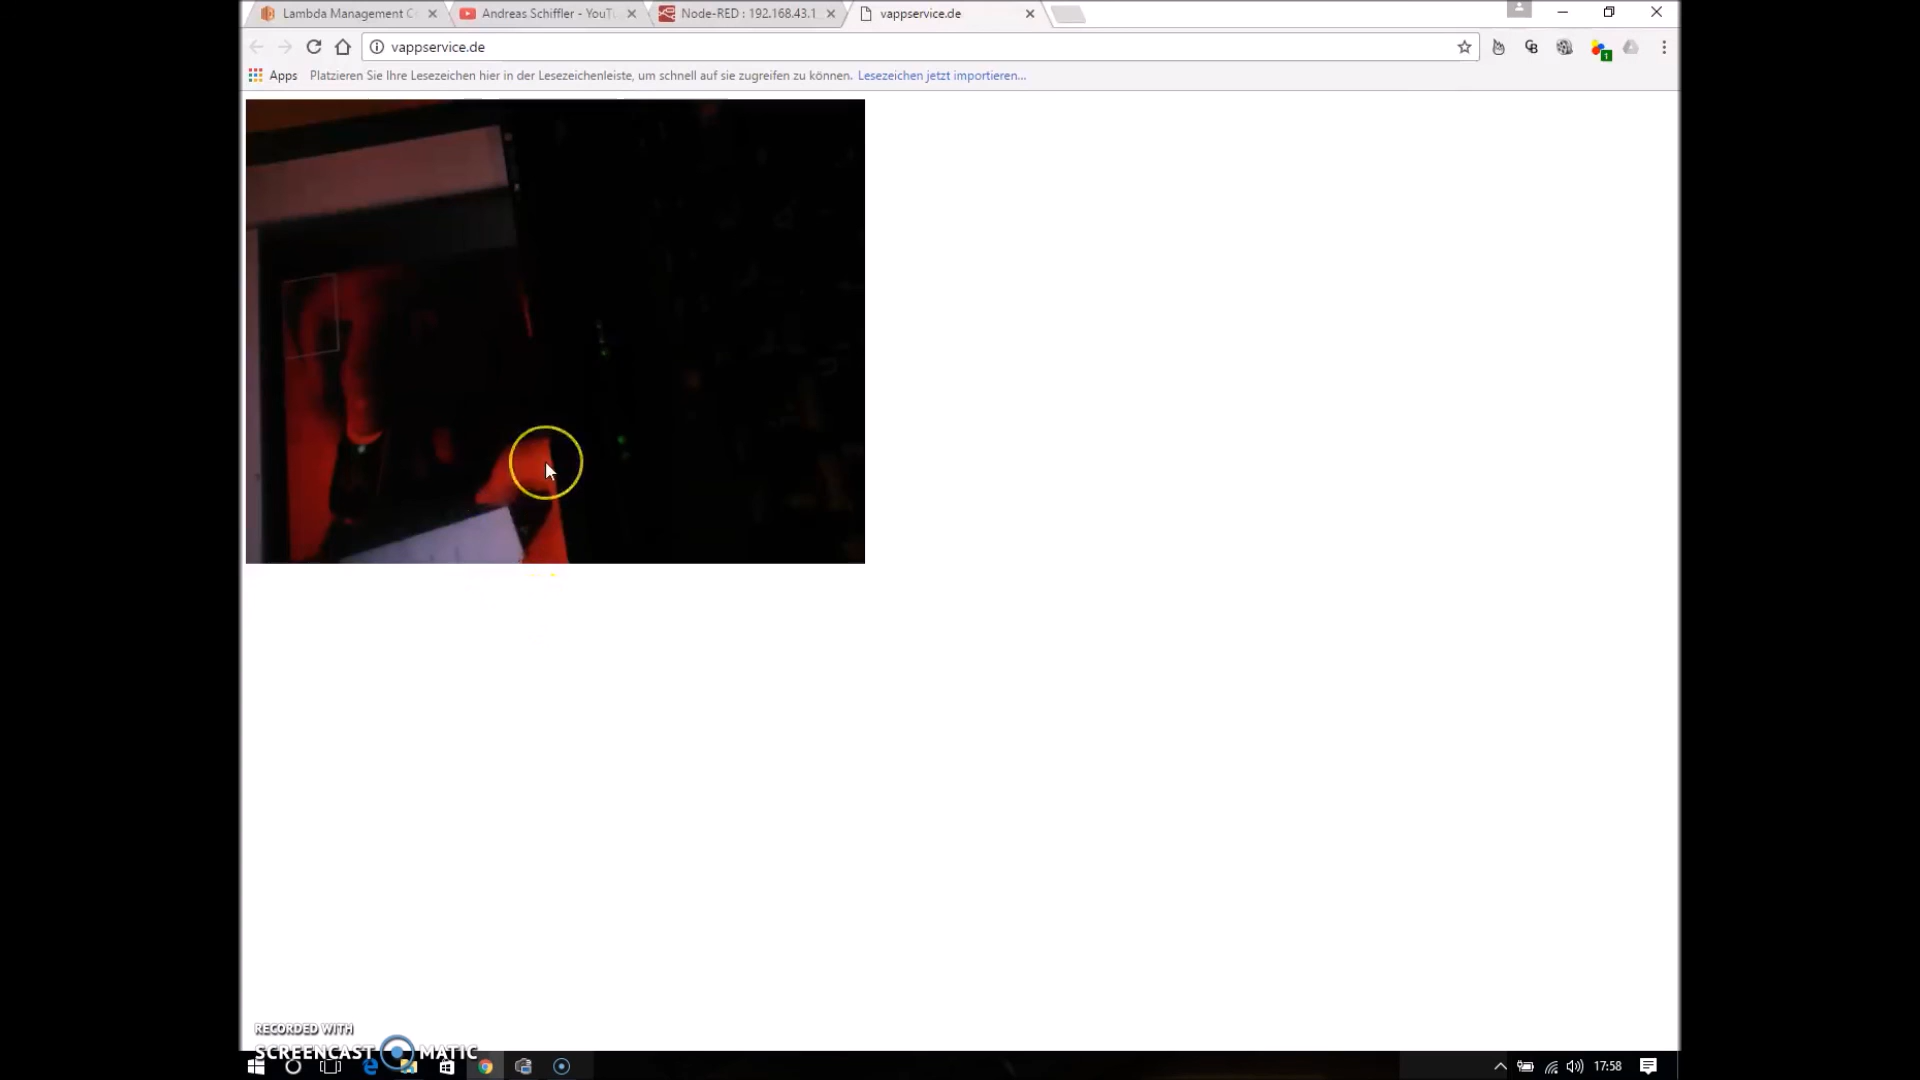 Lambda Management C
Andreas Schiffler - YouTu
Node-RED : 192.168.43.1
vappservice.de
vappservice.de
Apps
Platzieren Sie Ihre Lesezeichen hier in der Lesezeichenleiste, um schnell auf sie zugreifen zu können. Lesezeichen jetzt importieren...
RECORDED WITH
SCREENCAST MATIC
17:58